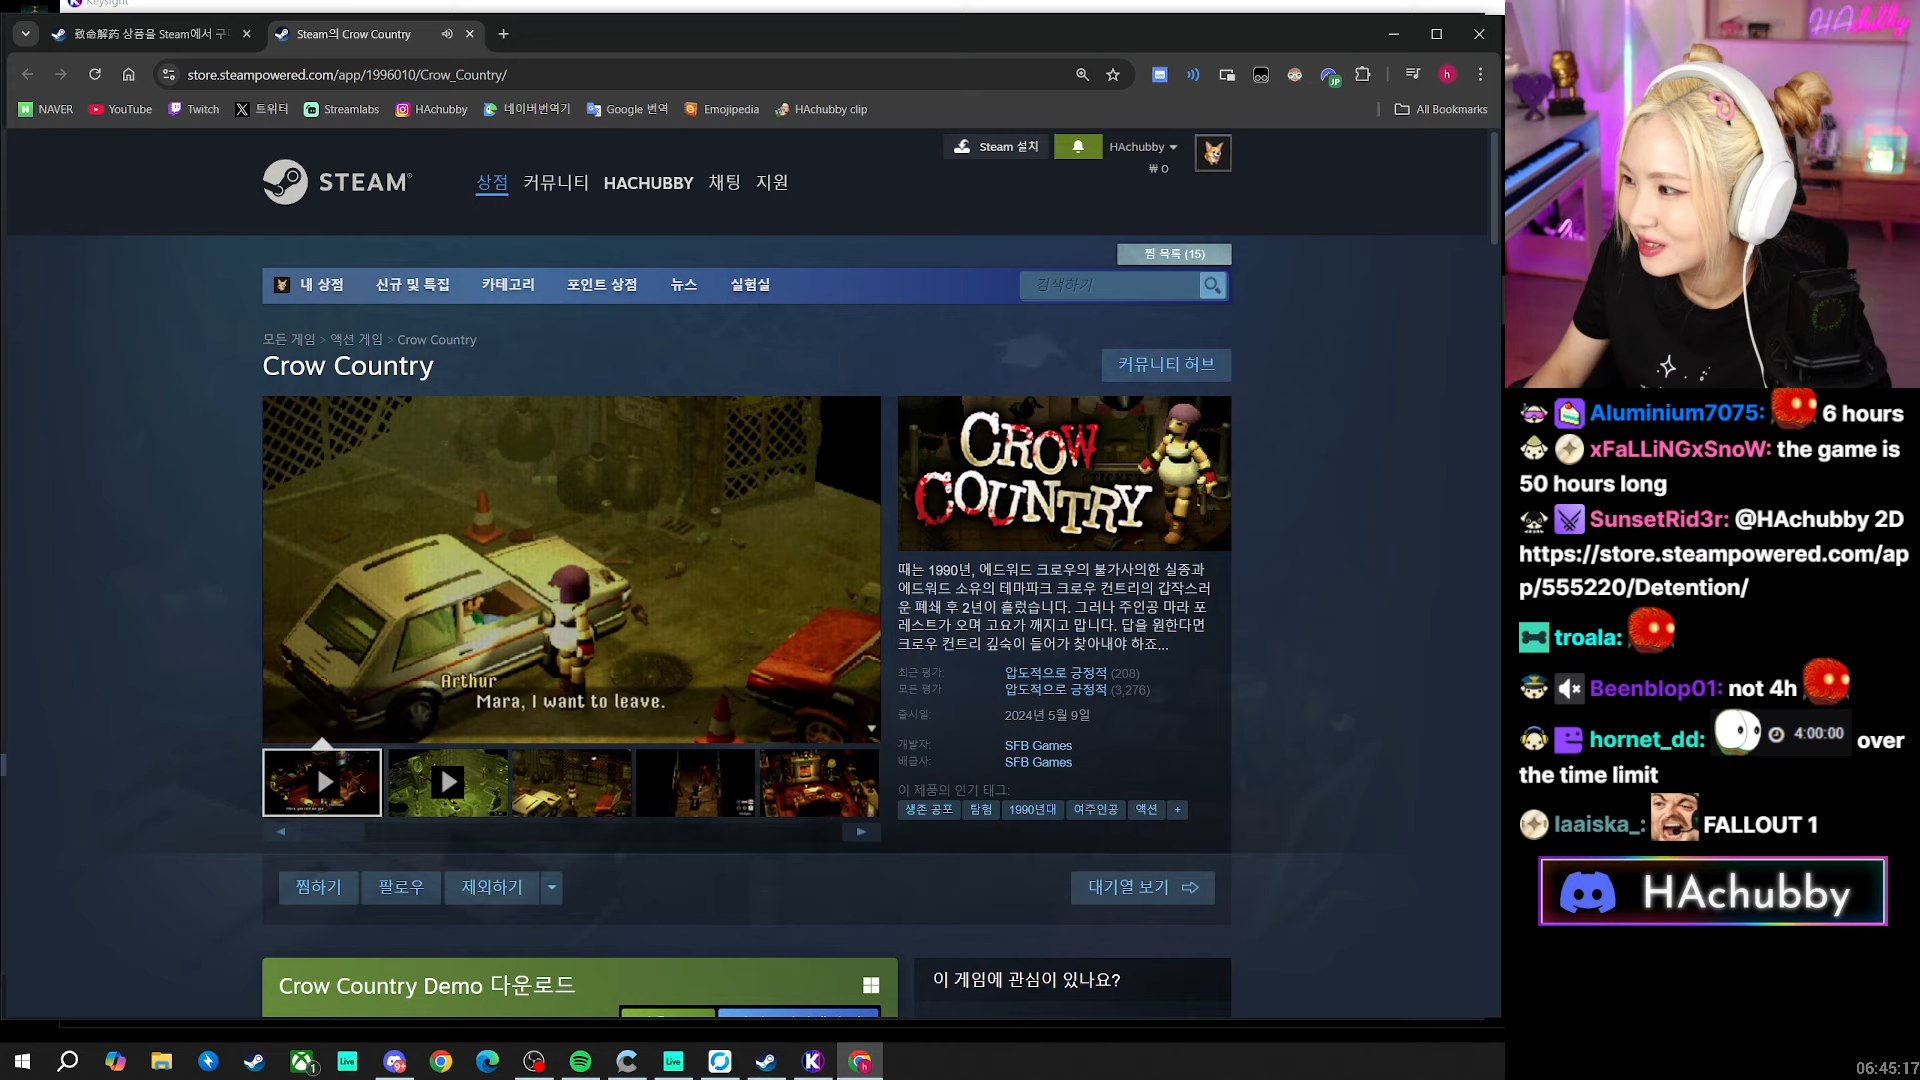 Keysight
致命解药 상품을 Steam에서 구
Steam의 Crow Country
store.steampowered.com/app/1996010/Crow_Country/
NAVER
YouTube
Twitch
트위터
Streamlabs
HAchubby
네이버번역기
Google 번역
Emojipedia
HAchubby clip
All Bookmarks
Steam 설치
HAchubby
₩ 0
STEAM
상점 커뮤니티 HACHUBBY 채팅 지원
찜 목록 (15)
내 상점 신규 및 특집 카테고리 포인트 상점 뉴스 실험실
검색하기
모든 게임 > 액션 게임 > Crow Country
Crow Country
커뮤니티 허브
CROW
COUNTRY
Arthur
Mara, I want to leave.
때는 1990년, 에드워드 크로우의 불가사의한 실종과
에드워드 소유의 테마파크 크로우 컨트리의 갑작스러
운 폐쇄 후 2년이 흘렀습니다. 그러나 주인공 마라 포
레스트가 오며 고요가 깨지고 맙니다. 답을 원한다면
크로우 컨트리 깊숙이 들어가 찾아내야 하죠...
최근 평가: 압도적으로 긍정적 (208)
모든 평가 압도적으로 긍정적 (3,276)
출시일: 2024년 5월 9일
개발자: SFB Games
배급사: SFB Games
이 제품의 인기 태그:
생존 공포 탐험 1990년대 여주인공 액션 +
찜하기 팔로우 제외하기
대기열 보기
Crow Country Demo 다운로드
이 게임에 관심이 있나요?
HAchubby
Aluminium7075: 6 hours
xFaLLiNGxSnoW: the game is
50 hours long
SunsetRid3r: @HAchubby 2D
https://store.steampowered.com/ap
p/555220/Detention/
troala:
Beenblop01: not 4h
hornet_dd: 4:00:00 over
the time limit
laaiska_: FALLOUT 1
HAchubby
06:45:17